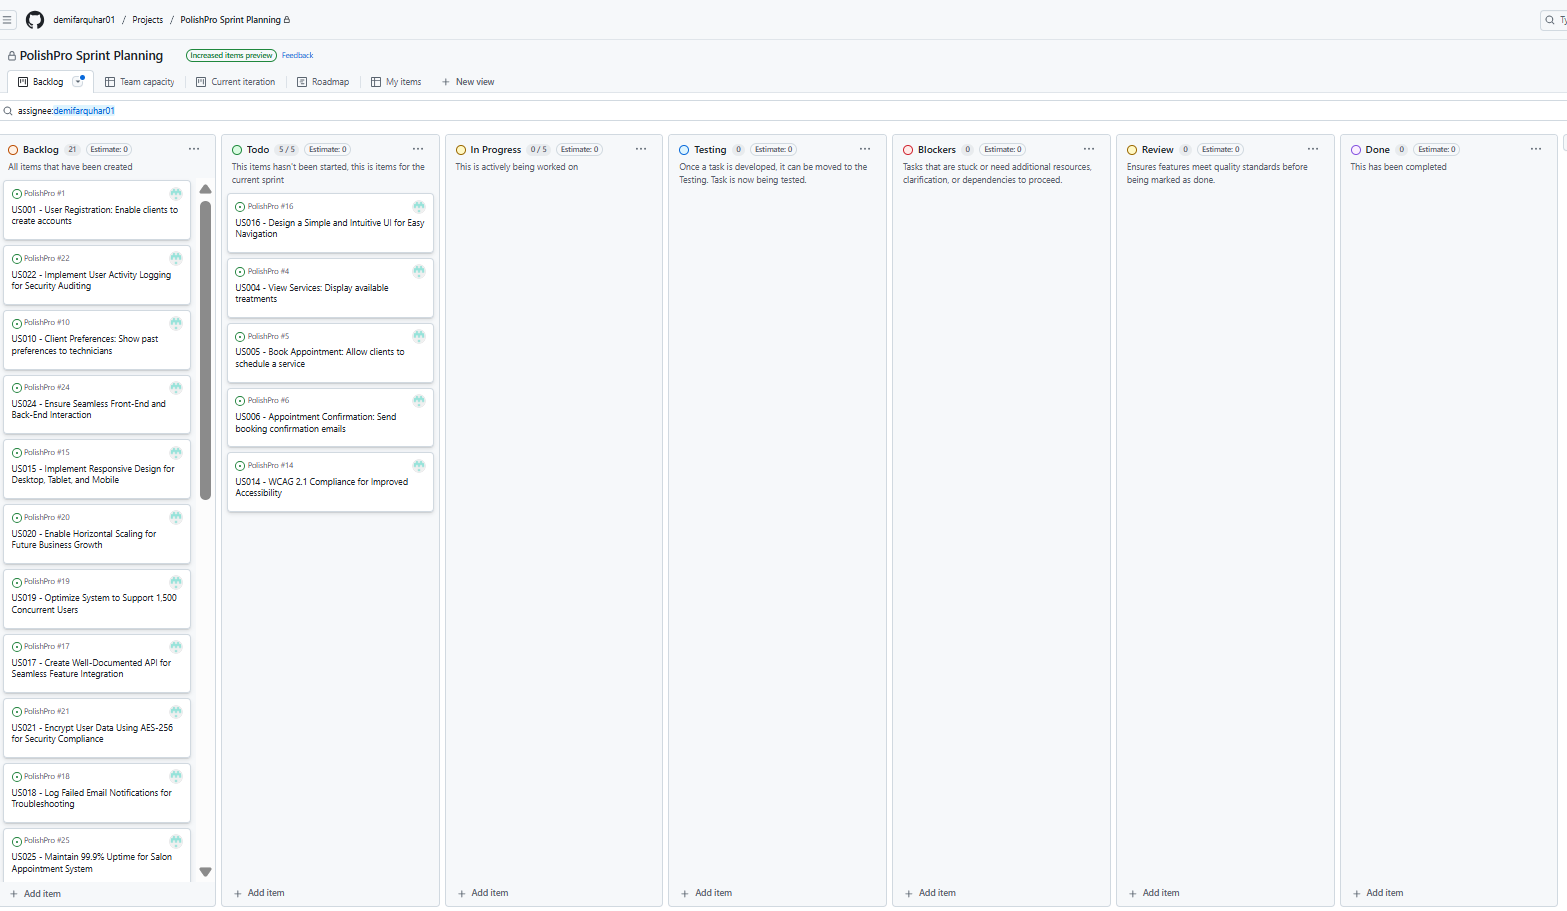 demifarquhar01 / Projects / PolishPro Sprint Planning
PolishPro Sprint Planning
Increased items preview
Feedback
Backlog
Team capacity
Current iteration
Roadmap
My items
+ New view
assignee:demifarquhar01
Backlog 21 Estimate: 0
All items that have been created
PolishPro #1
US001 - User Registration: Enable clients to
create accounts
PolishPro #22
US022 - Implement User Activity Logging
for Security Auditing
PolishPro #10
US010 - Client Preferences: Show past
preferences to technicians
PolishPro #24
US024 - Ensure Seamless Front-End and
Back-End Interaction
PolishPro #15
US015 - Implement Responsive Design for
Desktop, Tablet, and Mobile
PolishPro #20
US020 - Enable Horizontal Scaling for
Future Business Growth
PolishPro #19
US019 - Optimize System to Support 1,500
Concurrent Users
PolishPro #17
US017 - Create Well-Documented API for
Seamless Feature Integration
PolishPro #21
US021 - Encrypt User Data Using AES-256
for Security Compliance
PolishPro #18
US018 - Log Failed Email Notifications for
Troubleshooting
PolishPro #25
US025 - Maintain 99.9% Uptime for Salon
Appointment System
+ Add item
Todo 5 / 5 Estimate: 0
This items hasn't been started, this is items for the
current sprint
PolishPro #16
US016 - Design a Simple and Intuitive UI for Easy
Navigation
PolishPro #4
US004 - View Services: Display available
treatments
PolishPro #5
US005 - Book Appointment: Allow clients to
schedule a service
PolishPro #6
US006 - Appointment Confirmation: Send
booking confirmation emails
PolishPro #14
US014 - WCAG 2.1 Compliance for Improved
Accessibility
+ Add item
In Progress 0 / 5 Estimate: 0
This is actively being worked on
+ Add item
Testing 0 Estimate: 0
Once a task is developed, it can be moved to the
Testing. Task is now being tested.
+ Add item
Blockers 0 Estimate: 0
Tasks that are stuck or need additional resources,
clarification, or dependencies to proceed.
+ Add item
Review 0 Estimate: 0
Ensures features meet quality standards before
being marked as done.
+ Add item
Done 0 Estimate: 0
This has been completed
+ Add item